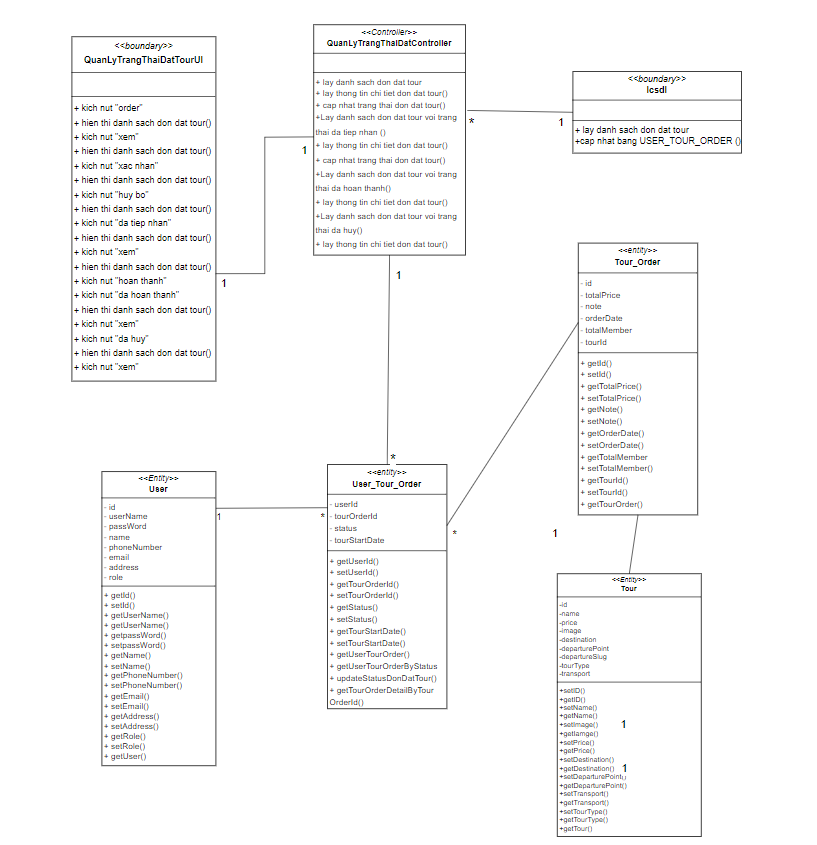 <<boundary>>
QuanLyTrangThaiDatTourUI
+ kich nut "order"
+ hien thi danh sach don dat tour()
+ kich nut "xem"
+ hien thi danh sach don dat tour()
+ kich nut "xac nhan"
+ hien thi danh sach don dat tour()
+ kich nut "huy bo"
+ hien thi danh sach don dat tour()
+ kich nut "da tiep nhan"
+ hien thi danh sach don dat tour()
+ kich nut "xem"
+ hien thi danh sach don dat tour()
+ kich nut "hoan thanh"
+ kich nut "da hoan thanh"
+ hien thi danh sach don dat tour()
+ kich nut "xem"
+ kich nut "da huy"
+ hien thi danh sach don dat tour()
+ kich nut "xem"
1
1
<<Controller>>
QuanLyTrangThaiDatController
+ lay danh sach don dat tour
+ lay thong tin chi tiet don dat tour()
+ cap nhat trang thai don dat tour()
+Lay danh sach don dat tour voi trang
thai da tiep nhan ()
+ lay thong tin chi tiet don dat tour()
+ cap nhat trang thai don dat tour()
+Lay danh sach don dat tour voi trang
thai da hoan thanh()
+ lay thong tin chi tiet don dat tour()
+Lay danh sach don dat tour voi trang
thai da huy()
+ lay thong tin chi tiet don dat tour()
*
1
<<boundary>>
Icsdl
+ lay danh sach don dat tour
+cap nhat bang USER_TOUR_ORDER ()
1
*
<<entity>>
Tour_Order
- id
- totalPrice
- note
- orderDate
- totalMember
- tourId
+ getId()
+ setId()
+ getTotalPrice()
+ setTotalPrice()
+ getNote()
+ setNote()
+ getOrderDate()
+ setOrderDate()
+ getTotalMember
+ setTotalMember()
+ getTourId()
+ setTourId()
+ getTourOrder()
<<Entity>>
User
- id
- userName
- passWord
- name
- phoneNumber
- email
- address
- role
+ getId()
+ setId()
+ getUserName()
+ getUserName()
+ getpassWord()
+ setpassWord()
+ getName()
+ setName()
+ getPhoneNumber()
+ setPhoneNumber()
+ getEmail()
+ setEmail()
+ getAddress()
+ setAddress()
+ getRole()
+ setRole()
+ getUser()
1
*
<<entity>>
User_Tour_Order
- userId
- tourOrderId
- status
- tourStartDate
+ getUserId()
+ setUserId()
+ getTourOrderId()
+ setTourOrderId()
+ getStatus()
+ setStatus()
+ getTourStartDate()
+ setTourStartDate()
+ getUserTourOrder()
+ getUserTourOrderByStatus
+ updateStatusDonDatTour()
+ getTourOrderDetailByTour
OrderId()
*
1
<<Entity>>
Tour
-id
-name
-price
-image
-destination
-departurePoint
-departureSlug
-tourType
-transport
+setID()
+getID()
+setName()
+getName()
+setImage()
1
+getIamge()
+setPrice()
+getPrice()
+setDestination()
+getDestination()
1
+setDeparturePoint()
+getDeparturePoint()
+setTransport()
+getTransport()
+setTourType()
+getTourType()
+getTour()